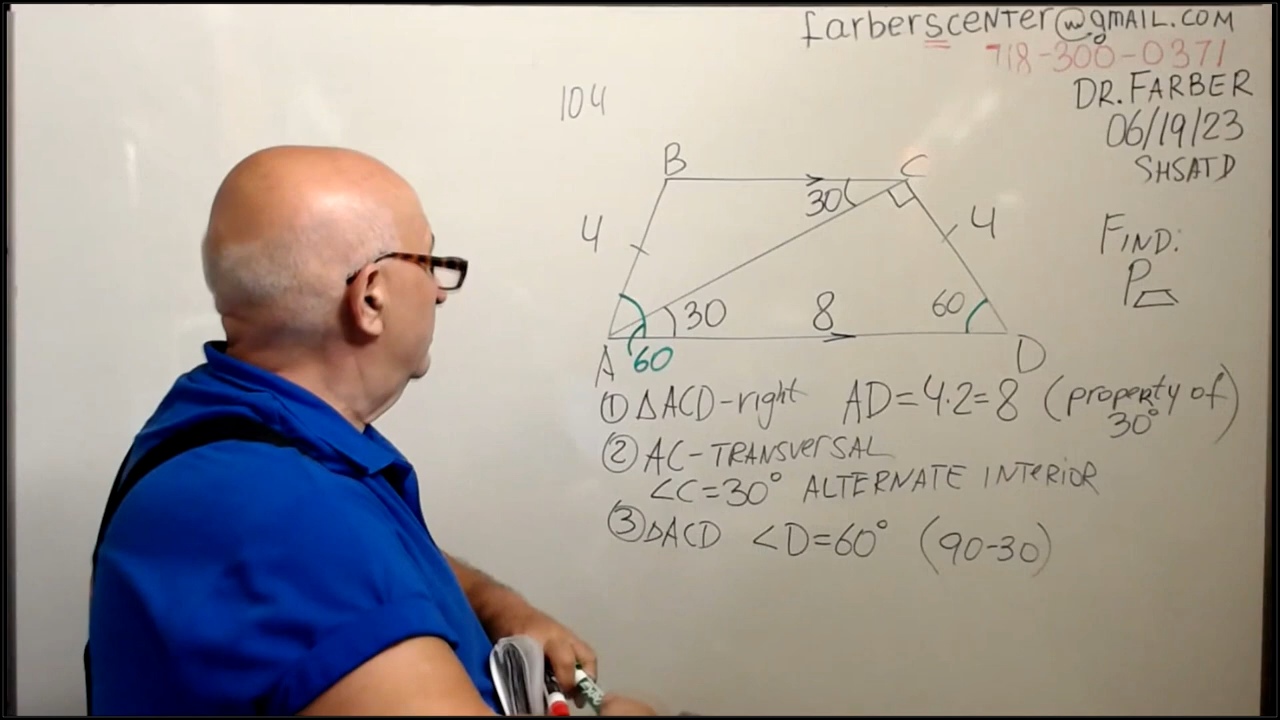 farberscenter@gmail.com
718-300-0371
DR. FARBER
06/19/23
SHSATD
104
B
C
30
4
4
FIND:
P
30
8
60
A
60
D
① △ACD-right AD=4·2=8 (property of 30°)
② AC-TRANSVERSAL
∠C=30° ALTERNATE INTERIOR
③ △ACD ∠D=60° (90-30)